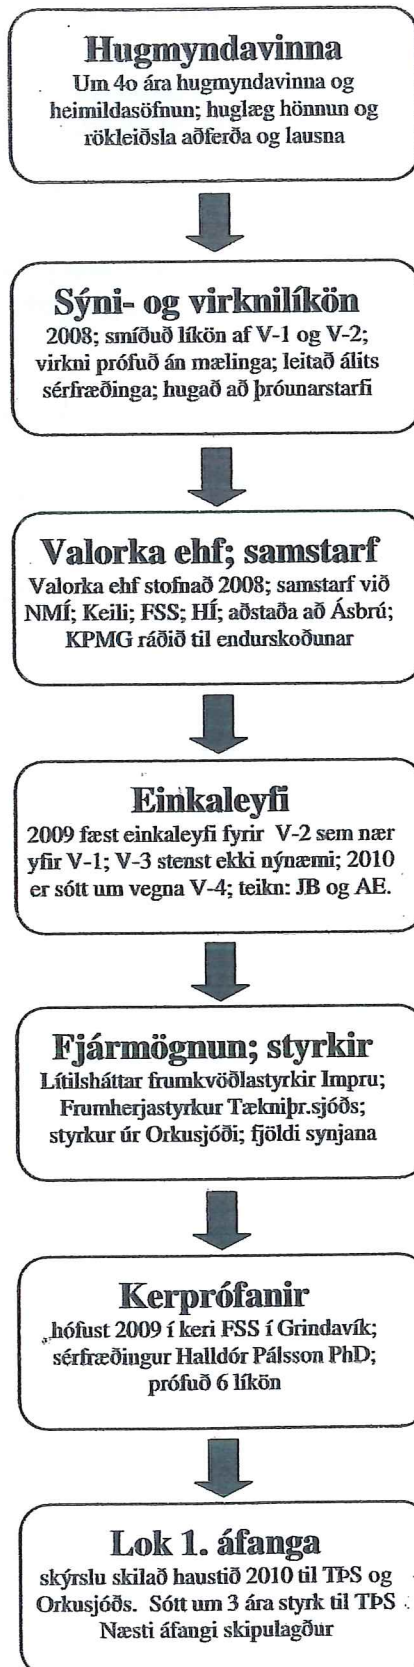 Hugmyndavinna
Um 4o ára hugmyndavinna og
heimildasöfnun; huglæg hönnun og
rökleiðsla aðferða og lausna
Sýni- og virknilíkön
2008; smíðuð líkön af V-1 og V-2;
virkni prófuð án mælinga; leitað álits
sérfræðinga; hugað að þróunarstarfi
Valorka ehf; samstarf
Valorka ehf stofnað 2008; samstarf við
NMÍ; Keili; FSS; HÍ; aðstaða að Ásbrú;
KPMG ráðið til endurskoðunar
Einkaleyfi
2009 fæst einkaleyfi fyrir V-2 sem nær
yfir V-1; V-3 stenst ekki nýnæmi; 2010
er sótt um vegna V-4; teikn: JB og AE.
Fjármögnun; styrkir
Lítilsháttar frumkvöðlastyrkir Impru;
Frumherjastyrkur Tækniþr.sjóðs;
styrkur úr Orkusjóði; fjöldi synjana
Kerprófanir
hófust 2009 í keri FSS í Grindavík;
sérfræðingur Halldór Pálsson PhD;
prófuð 6 líkön
Lok 1. áfanga
skýrslu skilað haustið 2010 til TÞS og
Orkusjóðs. Sótt um 3 ára styrk til TÞS
Næsti áfangi skipulagður